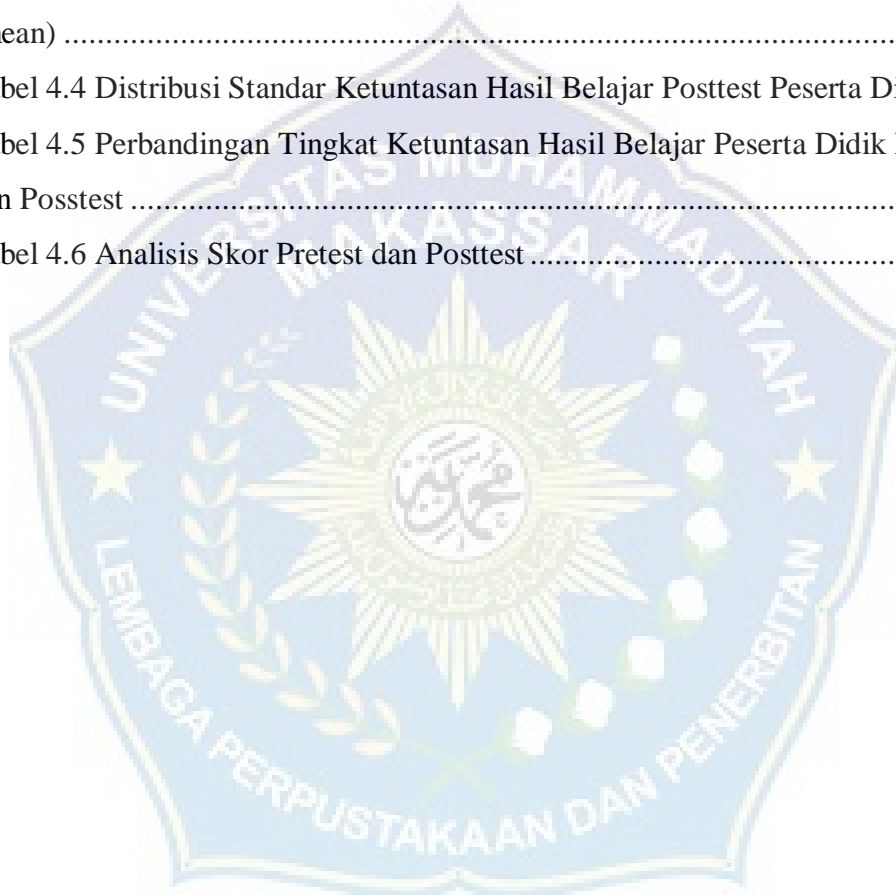 ean) ....................................................................................................
bel 4.4 Distribusi Standar Ketuntasan Hasil Belajar Posttest Peserta D
bel 4.5 Perbandingan Tingkat Ketuntasan Hasil Belajar Peserta Didik
n Posstest ....................................................................................................
bel 4.6 Analisis Skor Pretest dan Posttest ..................................................
UNIVERSITAS MUHAMMADIYAH
MAKASSAR
LEMBAGA PERPUSTAKAAN DAN PENERBITAN